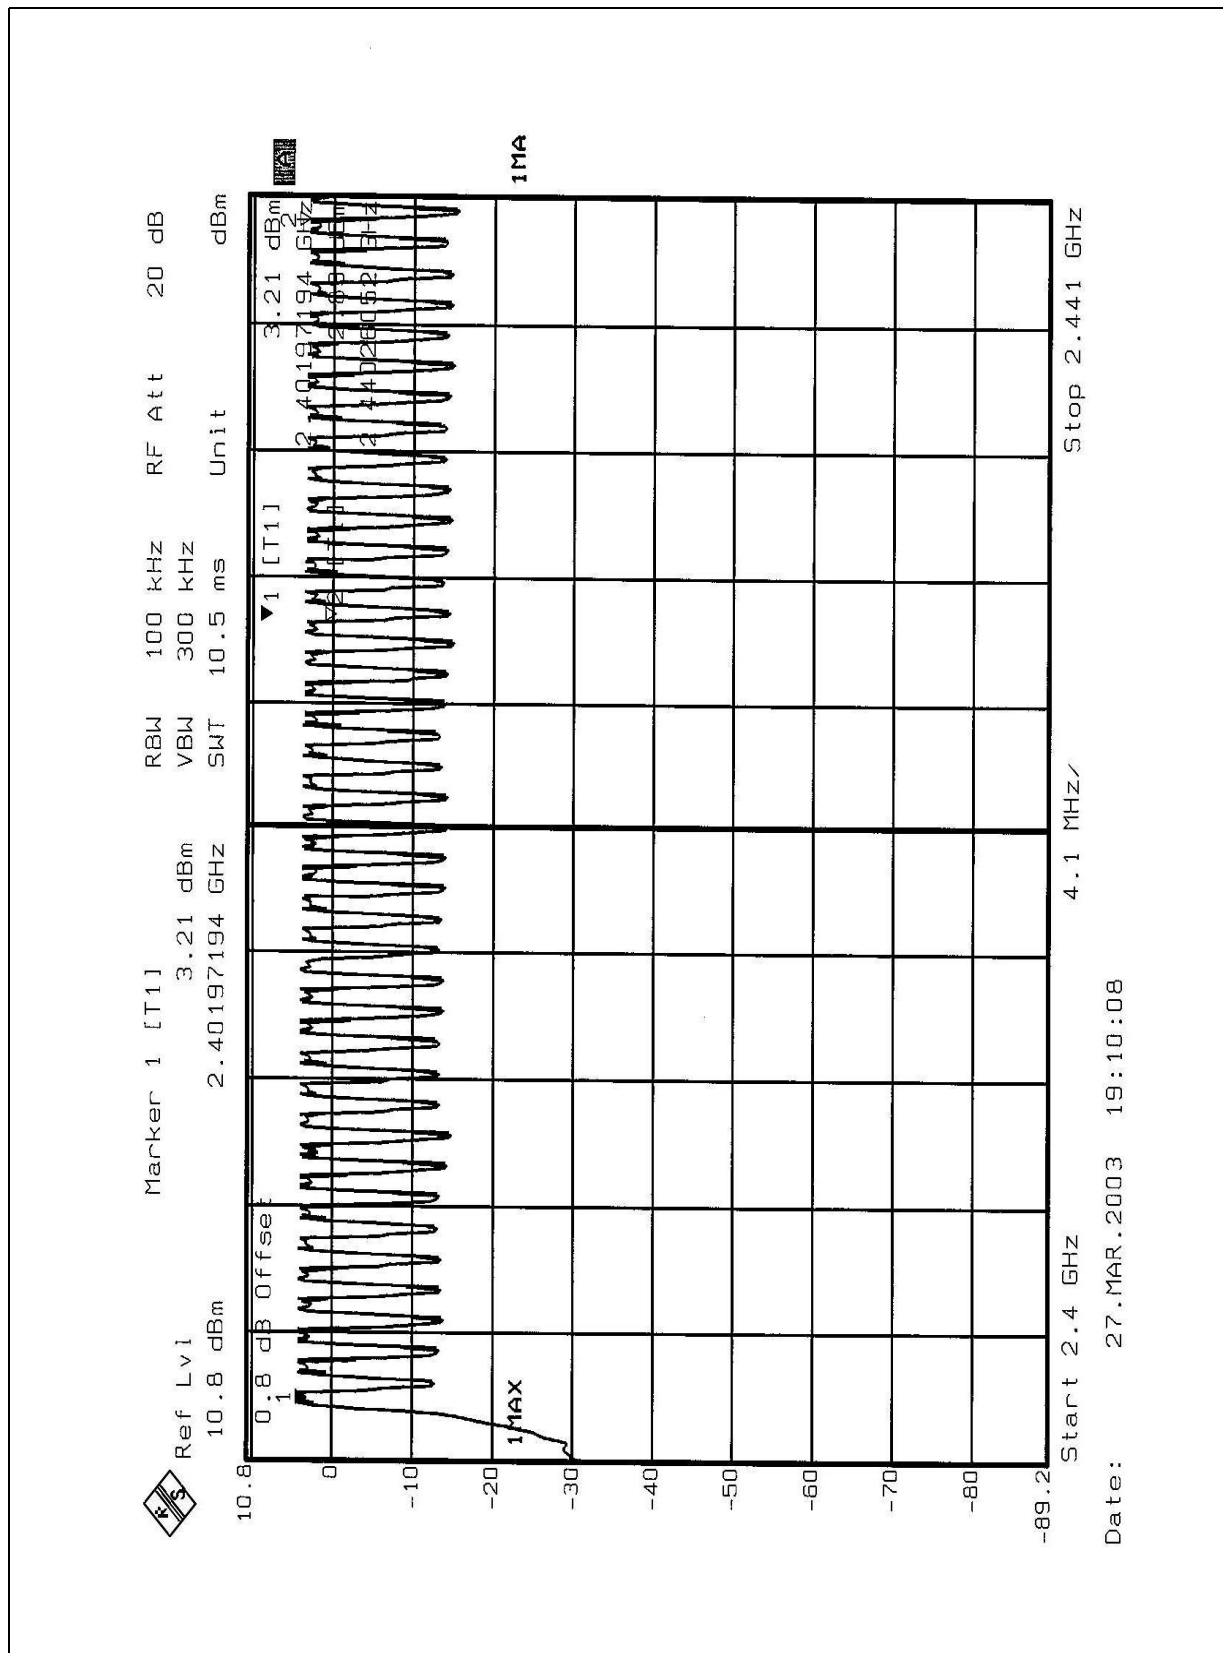 Marker 1 [T1]
RBW 100 kHz
RF Att 20 dB
Ref Lvl
3.21 dBm
VBW 300 kHz
10.8 dBm
2.40197194 GHz
SWT 10.5 ms
Unit dBm
10.8
0.8 dB Offset
▼1 [T1]
3.21 dBm
A
1
2.40197194 GHz
2
0
-10
-20
1MAX
1MA
-30
-40
-50
-60
-70
-80
-89.2
Start 2.4 GHz
4.1 MHz/
Stop 2.441 GHz
Date: 27.MAR.2003 19:10:08